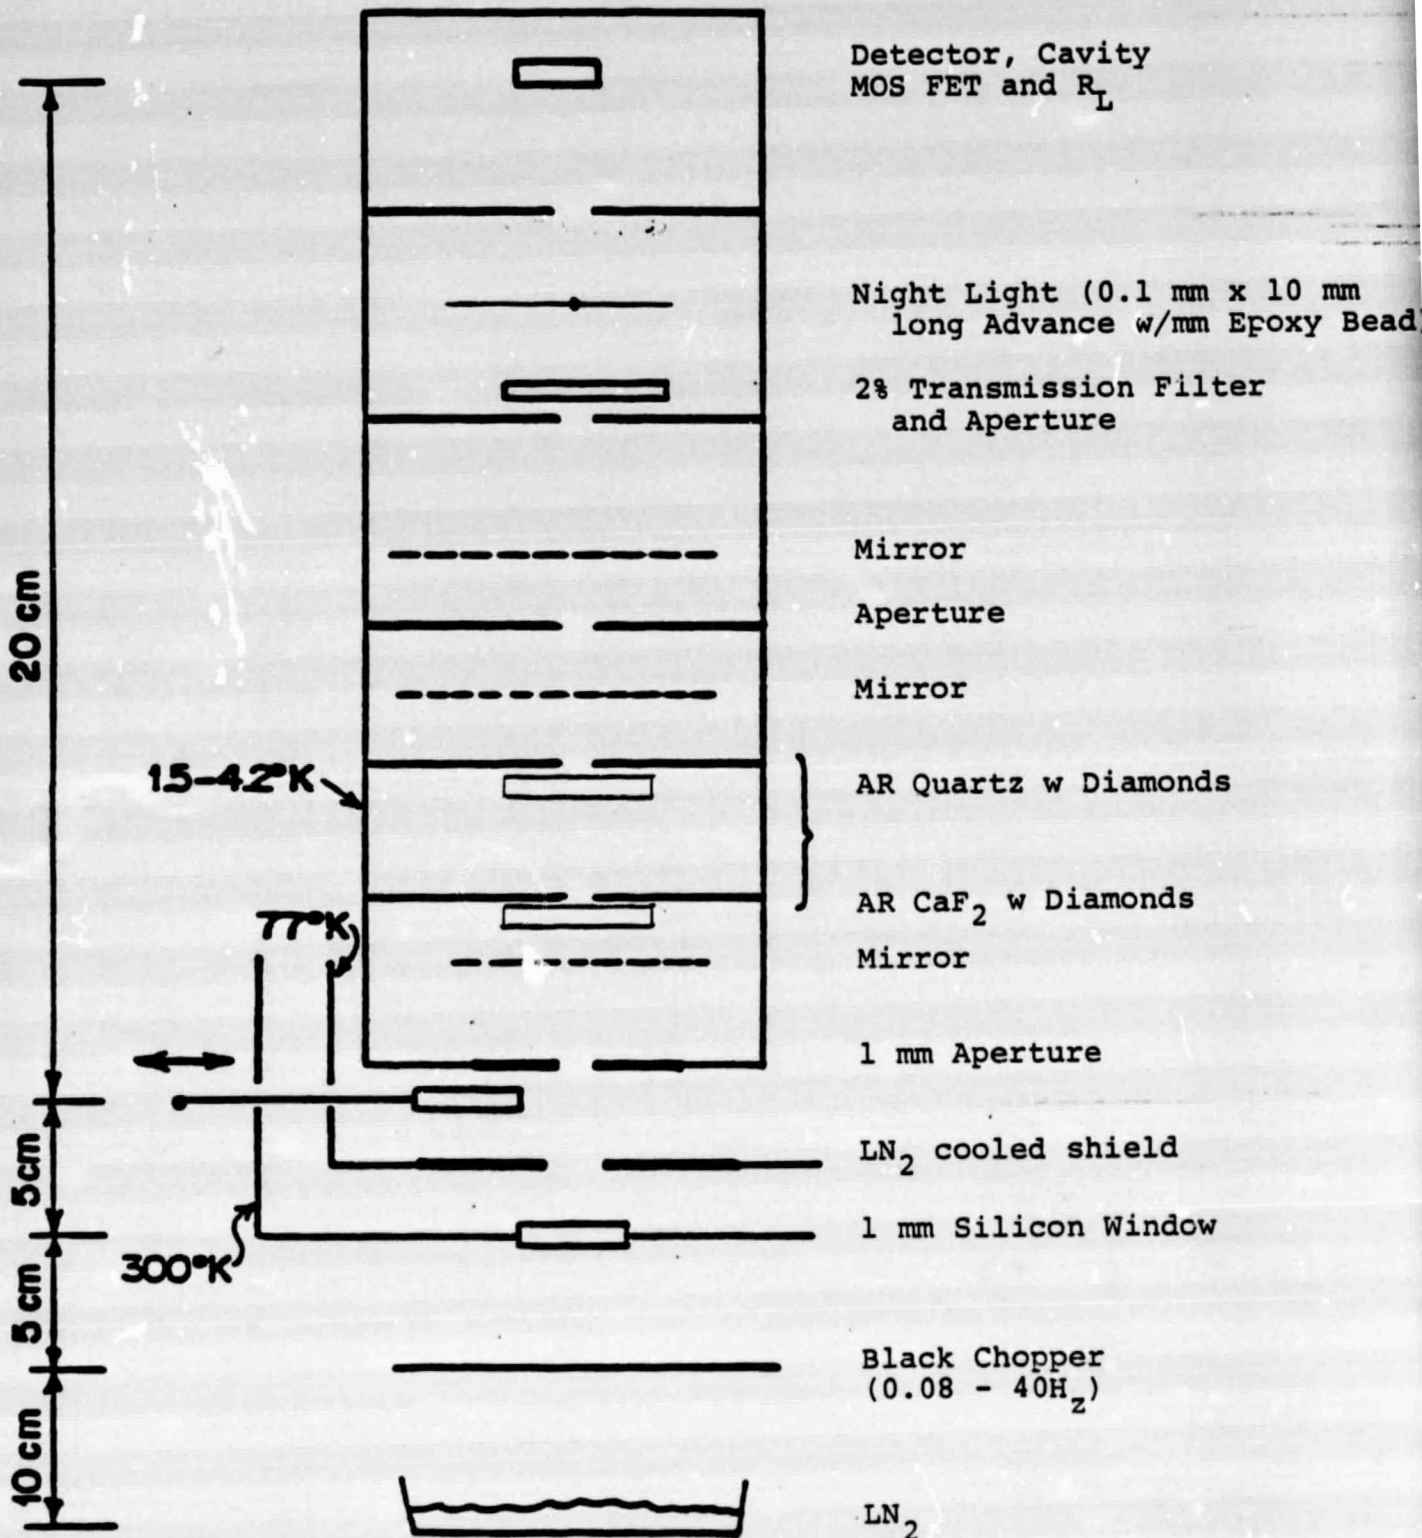 Detector, Cavity
MOS FET and R_L
Night Light (0.1 mm x 10 mm
long Advance w/mm Epoxy Bead)
2% Transmission Filter
and Aperture
Mirror
Aperture
Mirror
20 cm
1.5-4.2°K
AR Quartz w Diamonds
77°K
AR CaF₂ w Diamonds
Mirror
1 mm Aperture
5cm
LN₂ cooled shield
300°K
1 mm Silicon Window
5 cm
Black Chopper
(0.08 - 40H_z)
10 cm
LN₂